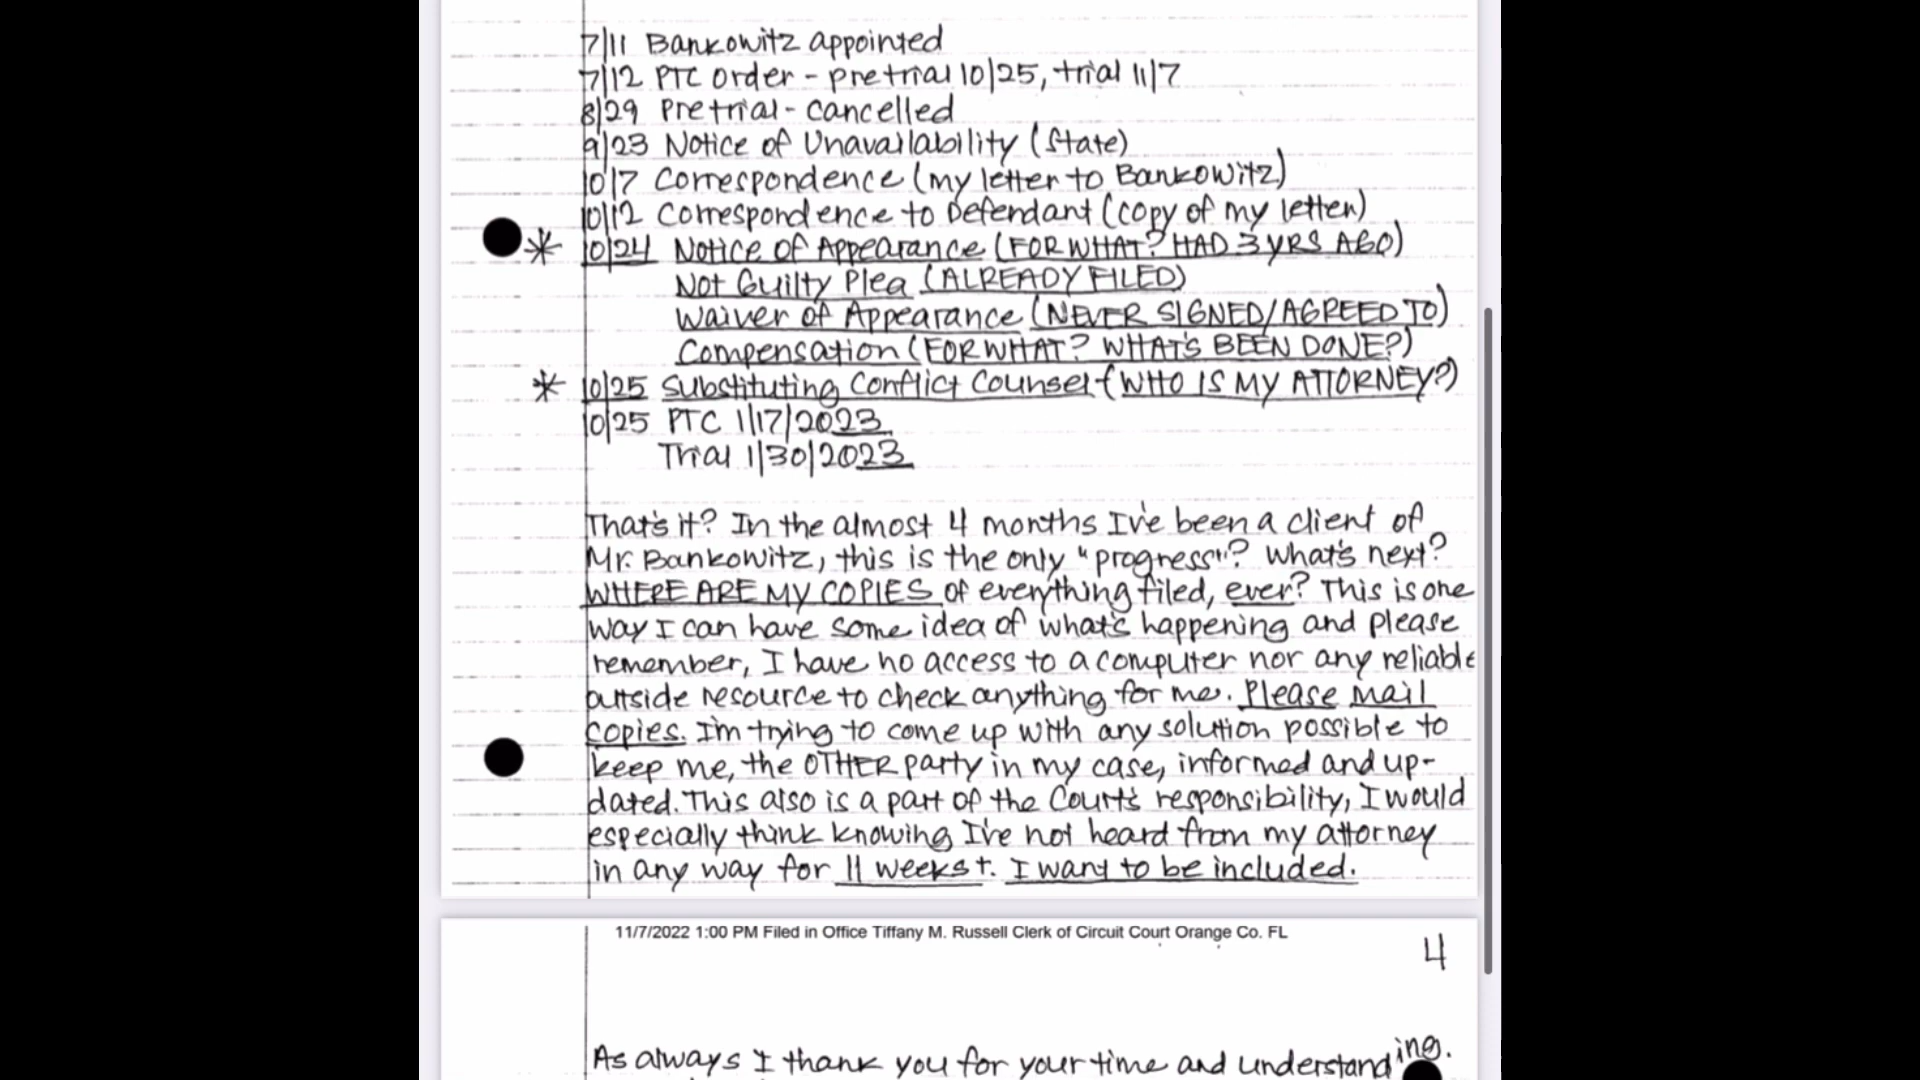 7/11 Bankowitz appointed
7/12 PTC order - pretrial 10/25, trial 11/7
8/29 Pretrial - cancelled
9/23 Notice of Unavailability (State)
10/7 Correspondence (my letter to Bankowitz)
10/12 Correspondence to Defendant (copy of my letter)
* 10/24 Notice of Appearance (FOR WHAT? HAD 3 YRS AGO)
Not Guilty Plea (ALREADY FILED)
Waiver of Appearance (NEVER SIGNED/AGREED TO)
Compensation (FOR WHAT? WHAT'S BEEN DONE?)
* 10/25 Substituting Conflict Counsel (WHO IS MY ATTORNEY?)
10/25 PTC 1/17/2023
Trial 1/30/2023
That's it? In the almost 4 months I've been a client of
Mr. Bankowitz, this is the only "progress"? What's next?
WHERE ARE MY COPIES of everything filed, ever? This is one
way I can have some idea of what's happening and please
remember, I have no access to a computer nor any reliable
outside resource to check anything for me. Please mail
copies. I'm trying to come up with any solution possible to
keep me, the OTHER party in my case, informed and up-
dated. This also is a part of the Court's responsibility, I would
especially think knowing I've not heard from my attorney
in any way for 11 weeks+. I want to be included.
11/7/2022 1:00 PM Filed in Office Tiffany M. Russell Clerk of Circuit Court Orange Co. FL
4
As always I thank you for your time and understanding.